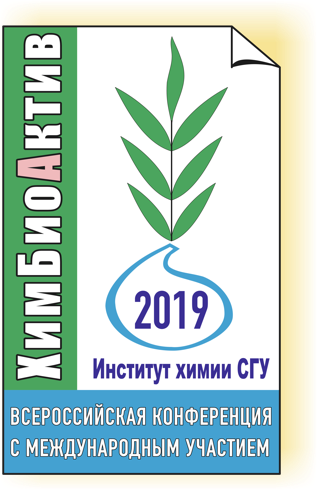 ХимБиоАктив
2019
Институт химии СГУ
ВСЕРОССИЙСКАЯ КОНФЕРЕНЦИЯ
С МЕЖДУНАРОДНЫМ УЧАСТИЕМ